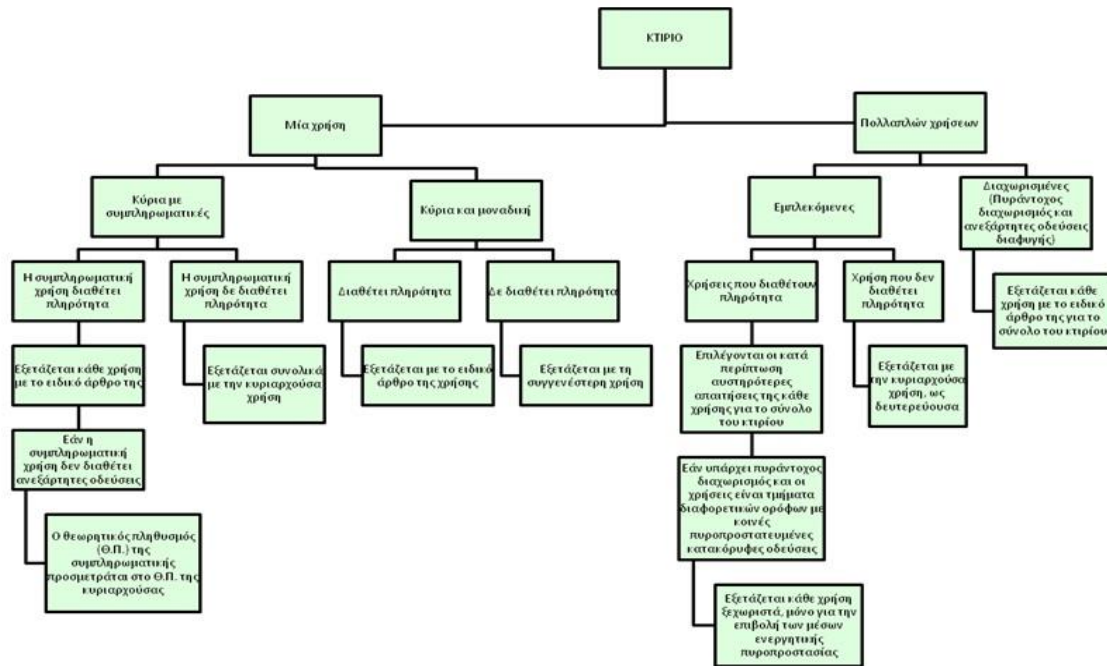 ΚΤΙΡΙΟ
Μία χρήση
Πολλαπλών χρήσεων
Κύρια με
συμπληρωματικές
Κύρια και μοναδική
Εμπλεκόμενες
Διαχωρισμένες
(Πυράντοχος
διαχωρισμός και
ανεξάρτητες οδεύσεις
διαφυγής)
Η συμπληρωματική
χρήση διαθέτει
πληρότητα
Η συμπληρωματική
χρήση δε διαθέτει
πληρότητα
Διαθέτει πληρότητα
Δε διαθέτει πληρότητα
Χρήσεις που διαθέτουν
πληρότητα
Χρήση που δεν
διαθέτει
πληρότητα
Εξετάζεται κάθε
χρήση με το ειδικό
άρθρο της για το
σύνολο του κτιρίου
Εξετάζεται κάθε χρήση
με το ειδικό άρθρο της
Εξετάζεται συνολικά
με την κυριαρχούσα
χρήση
Εξετάζεται με το ειδικό
άρθρο της χρήσης
Εξετάζεται με τη
συγγενέστερη χρήση
Επιλέγονται οι κατά
περίπτωση
αυστηρότερες
απαιτήσεις της κάθε
χρήσης για το σύνολο
του κτιρίου
Εξετάζεται με
την κυριαρχούσα
χρήση, ως
δευτερεύουσα
Εάν η
συμπληρωματική
χρήση δεν διαθέτει
ανεξάρτητες οδεύσεις
Εάν υπάρχει πυράντοχος
διαχωρισμός και οι
χρήσεις είναι τμήματα
διαφορετικών ορόφων με
κοινές
πυροπροστατευμένες
κατακόρυφες οδεύσεις
Ο θεωρητικός πληθυσμός
(Θ.Π.) της
συμπληρωματικής
προσμετράται στο Θ.Π. της
κυριαρχούσας
Εξετάζεται κάθε χρήση
ξεχωριστά, μόνο για την
επιβολή των μέσων
ενεργητικής
πυροπροστασίας